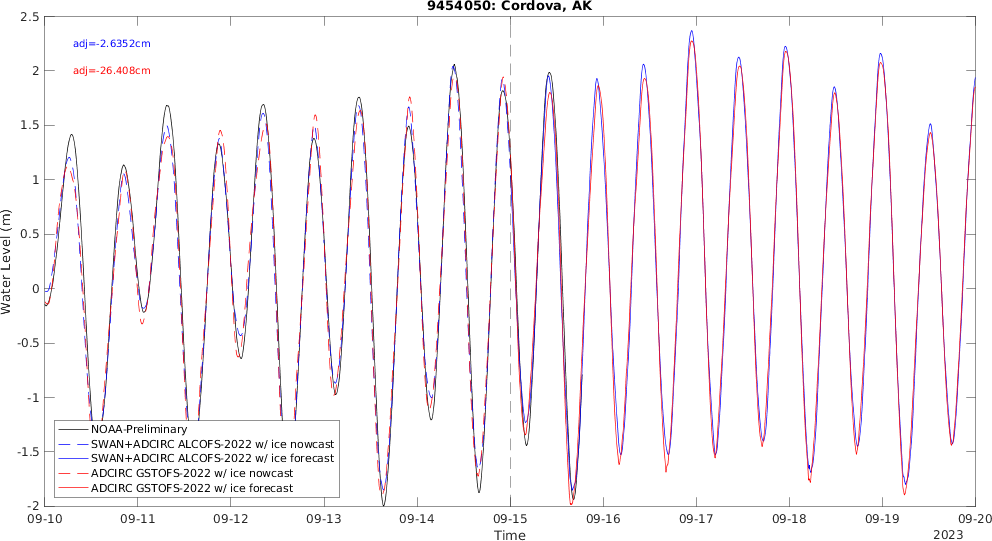 9454050: Cordova, AK
2.5
adj=-2.6352cm
2
adj=-26.408cm
1.5
1
0.5
Water Level (m)
0
-0.5
-1
NOAA-Preliminary
SWAN+ADCIRC ALCOFS-2022 w/ ice nowcast
-1.5
SWAN+ADCIRC ALCOFS-2022 w/ ice forecast
ADCIRC GSTOFS-2022 w/ ice nowcast
ADCIRC GSTOFS-2022 w/ ice forecast
-2
09-10 09-11 09-12 09-13 09-14 09-15 09-16 09-17 09-18 09-19 09-20
Time
2023